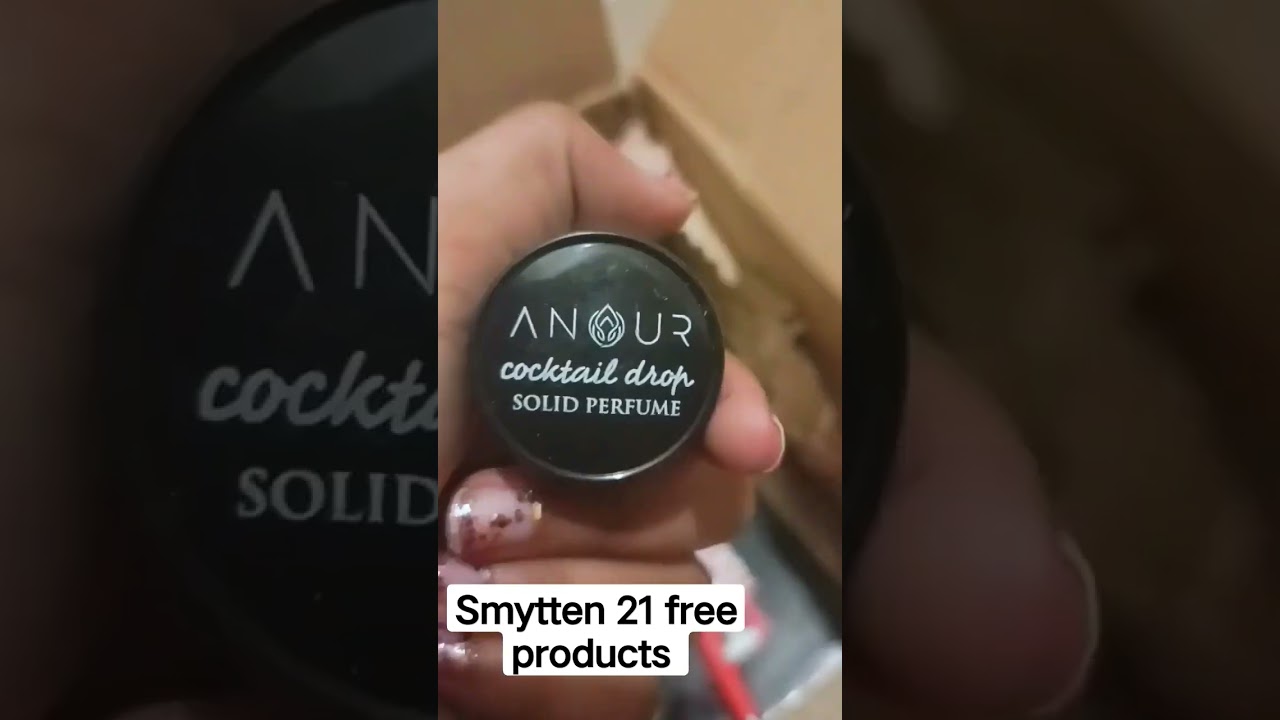 ANOUR
cocktail drop
SOLID PERFUME
Smytten 21 free
products